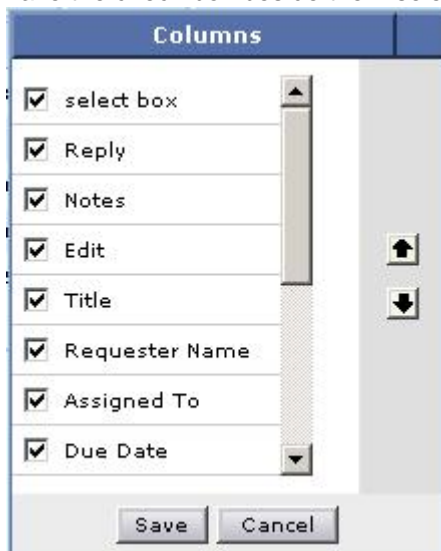 Columns
select box
Reply
Notes
Edit
Title
Requester Name
Assigned To
Due Date
Save Cancel